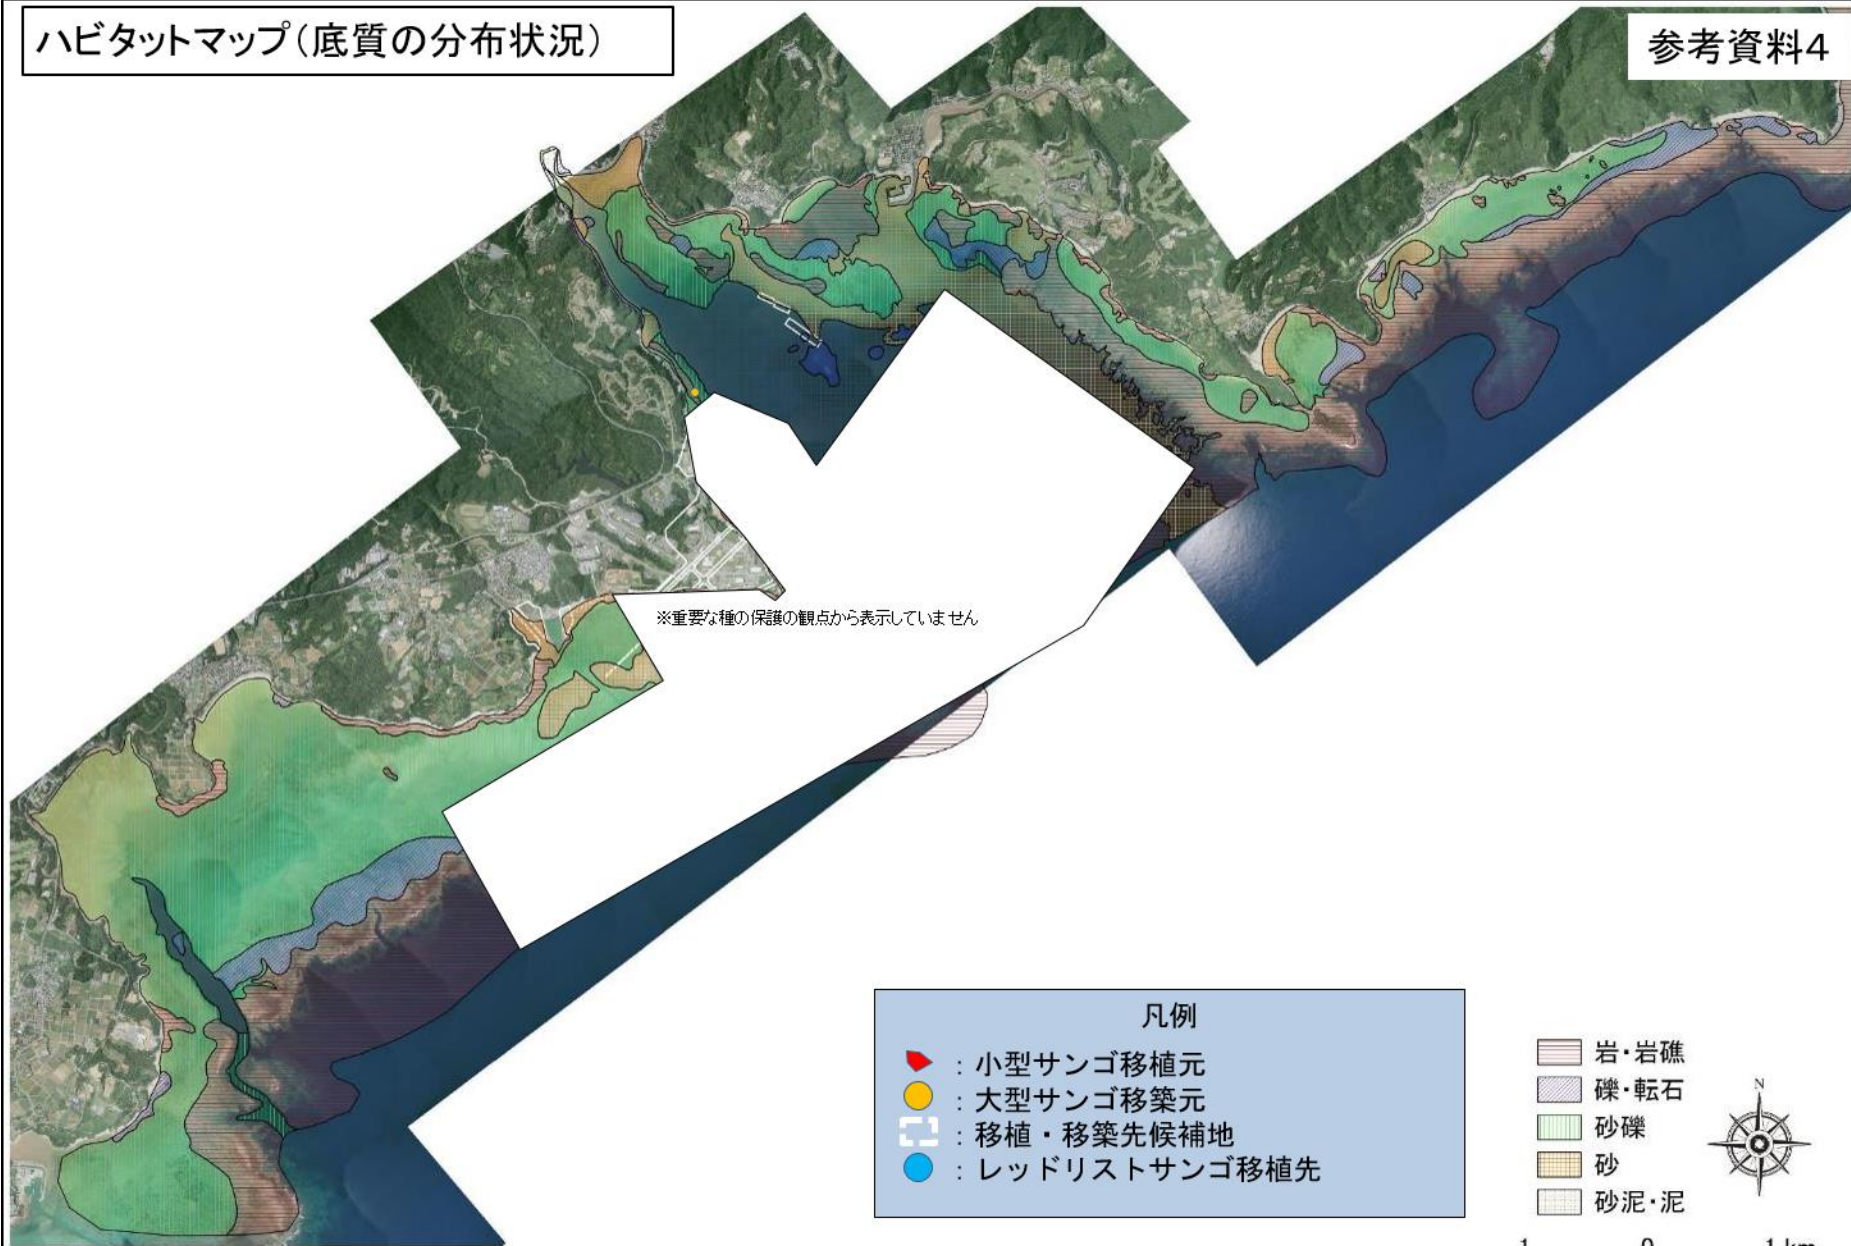 ハビタットマップ（底質の分布状況）
参考資料4
※重要な種の保護の観点から表示していません
凡例
：小型サンゴ移植元
：大型サンゴ移築元
：移植・移築先候補地
：レッドリストサンゴ移植先
岩・岩礁
礫・転石
砂礫
砂
砂泥・泥
N
1 0 1 km